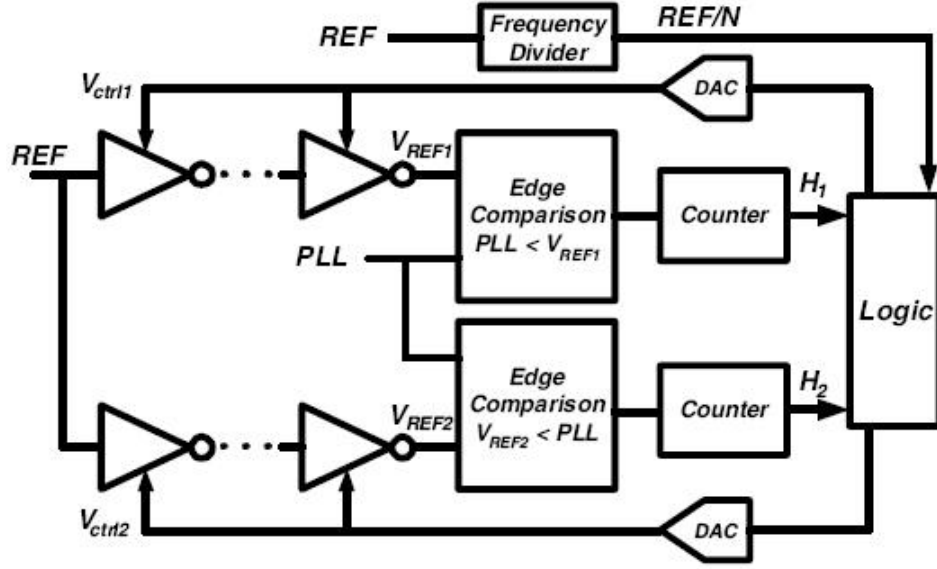 REF
Frequency
Divider
REF/N
V_ctrl1
DAC
REF
V_REF1
Edge
Comparison
PLL < V_REF1
Counter
H_1
PLL
Logic
Edge
Comparison
V_REF2 < PLL
Counter
H_2
V_REF2
V_ctrl2
DAC